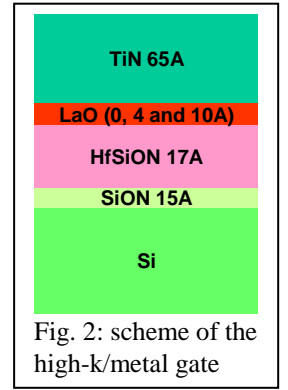 TiN 65A
LaO (0, 4 and 10A)
HfSiON 17A
SiON 15A
Si
Fig. 2: scheme of the
high-k/metal gate